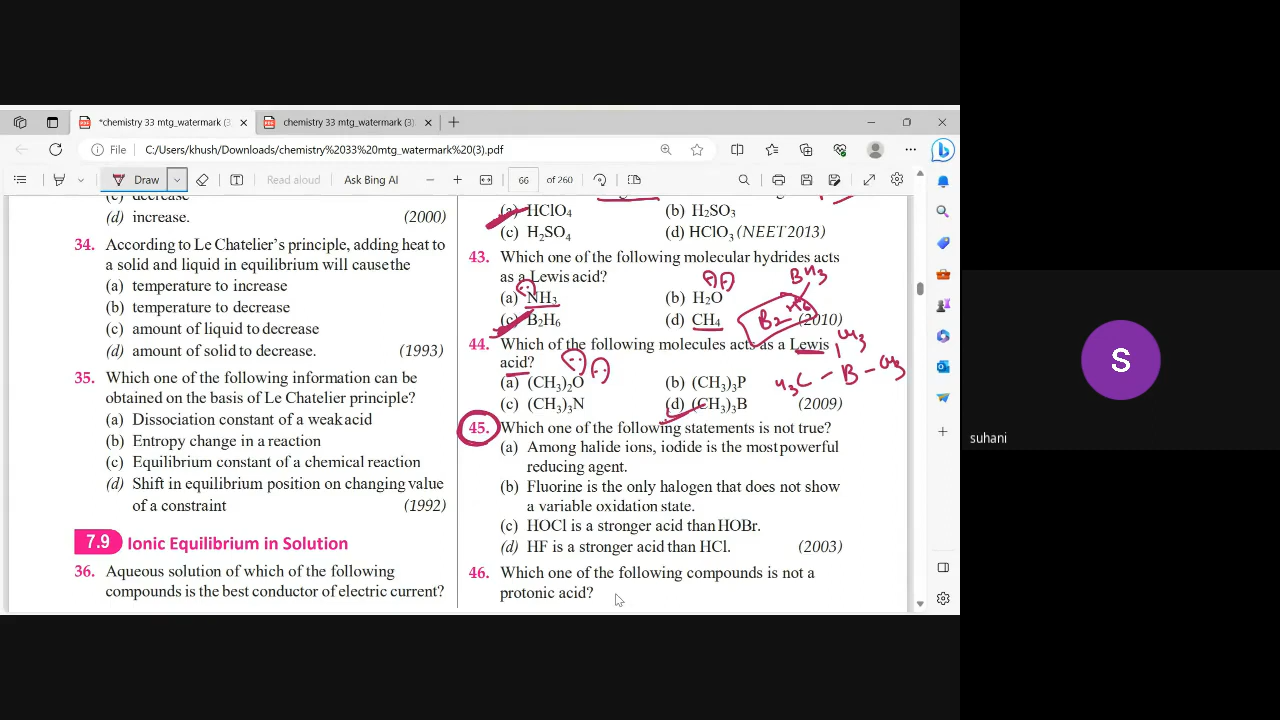 *chemistry 33 mtg_watermark (3).
chemistry 33 mtg_watermark (3).
File
C:/Users/khush/Downloads/chemistry%2033%20mtg_watermark%20(3).pdf
Draw
Read aloud
Ask Bing AI
66 of 260
(c) decrease
(d) increase. (2000)
34. According to Le Chatelier's principle, adding heat to
a solid and liquid in equilibrium will cause the
(a) temperature to increase
(b) temperature to decrease
(c) amount of liquid to decrease
(d) amount of solid to decrease. (1993)
35. Which one of the following information can be
obtained on the basis of Le Chatelier principle?
(a) Dissociation constant of a weak acid
(b) Entropy change in a reaction
(c) Equilibrium constant of a chemical reaction
(d) Shift in equilibrium position on changing value
of a constraint (1992)
7.9 Ionic Equilibrium in Solution
36. Aqueous solution of which of the following
compounds is the best conductor of electric current?
(a) HClO4 (b) H2SO3
(c) H2SO4 (d) HClO3 (NEET 2013)
43. Which one of the following molecular hydrides acts
as a Lewis acid?
BH3
(a) NH3 (b) H2O
B2H6
(c) B2H6 (d) CH4 (2010)
44. Which of the following molecules acts as a Lewis
acid?
CH3
(a) (CH3)2O (b) (CH3)3P
H3C – B – CH3
(c) (CH3)3N (d) (CH3)3B (2009)
45. Which one of the following statements is not true?
(a) Among halide ions, iodide is the most powerful
reducing agent.
(b) Fluorine is the only halogen that does not show
a variable oxidation state.
(c) HOCl is a stronger acid than HOBr.
(d) HF is a stronger acid than HCl. (2003)
46. Which one of the following compounds is not a
protonic acid?
S
suhani